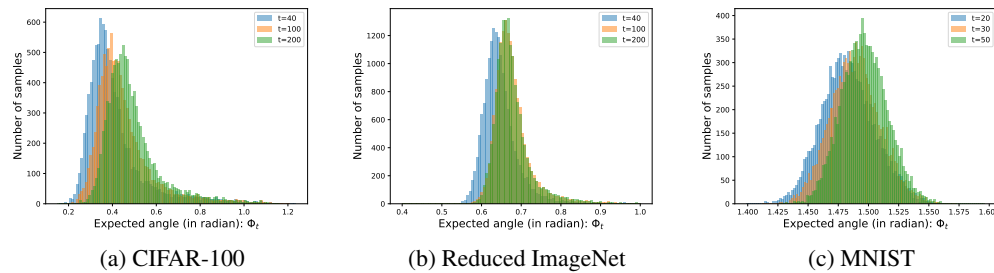 t=40
t=100
t=200
600
500
400
300
200
100
0
Number of samples
0.2 0.4 0.6 0.8 1.0 1.2
Expected angle (in radian): Φt
(a) CIFAR-100
t=40
t=100
t=200
1200
1000
800
600
400
200
0
Number of samples
0.4 0.5 0.6 0.7 0.8 0.9 1.0
Expected angle (in radian): Φt
(b) Reduced ImageNet
t=20
t=30
t=50
400
350
300
250
200
150
100
50
0
Number of samples
1.400 1.425 1.450 1.475 1.500 1.525 1.550 1.575 1.60
Expected angle (in radian): Φt
(c) MNIST